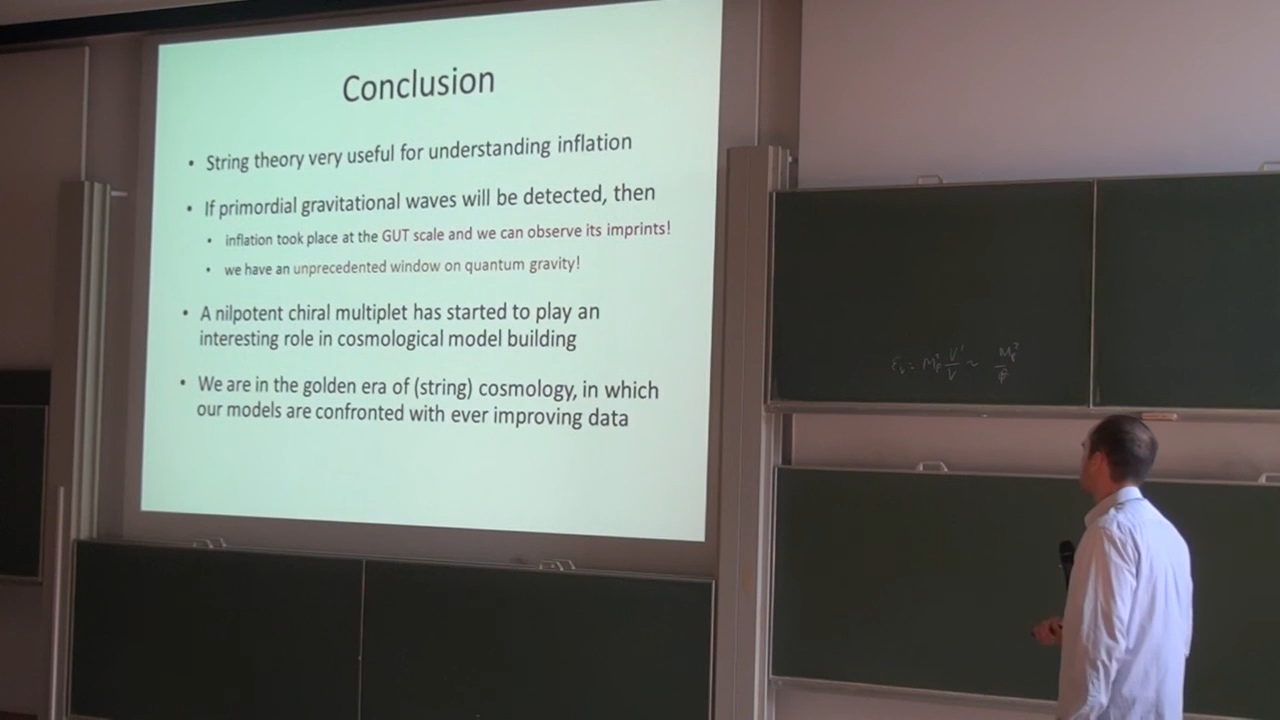 Conclusion
• String theory very useful for understanding inflation
• If primordial gravitational waves will be detected, then
• inflation took place at the GUT scale and we can observe its imprints!
• we have an unprecedented window on quantum gravity!
• A nilpotent chiral multiplet has started to play an
interesting role in cosmological model building
• We are in the golden era of (string) cosmology, in which
our models are confronted with ever improving data